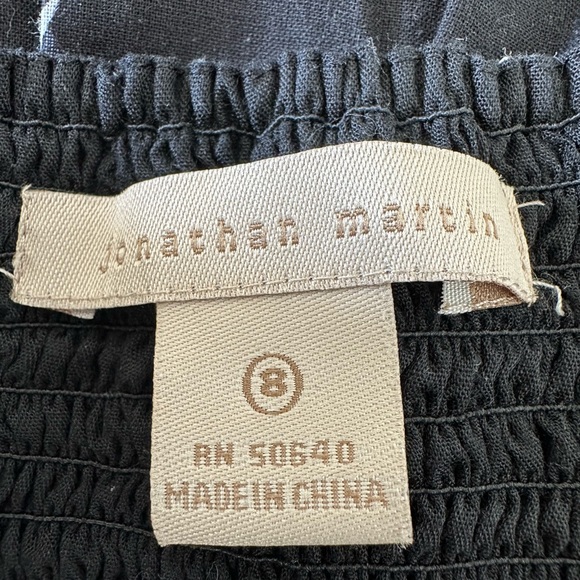 jonathan martin
8
RN 50640
MADE IN CHINA